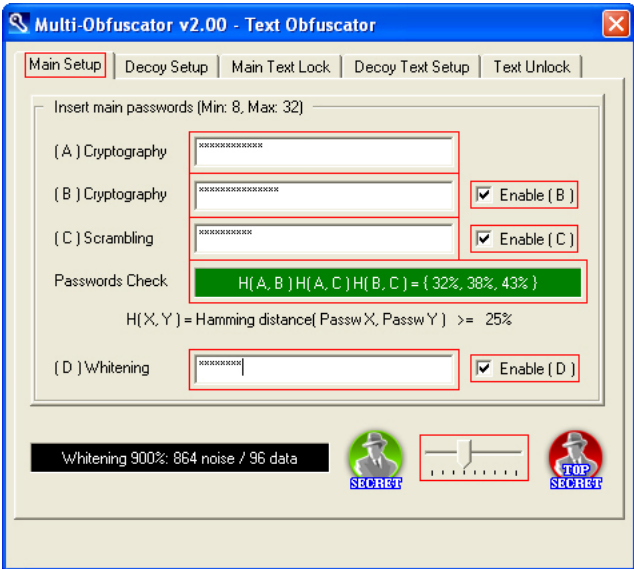 Multi-Obfuscator v2.00 - Text Obfuscator
Main Setup Decoy Setup Main Text Lock Decoy Text Setup Text Unlock
Insert main passwords (Min: 8, Max: 32)
( A ) Cryptography ************
( B ) Cryptography *************** Enable ( B )
( C ) Scrambling ********** Enable ( C )
Passwords Check H( A, B ) H( A, C ) H( B, C ) = { 32%, 38%, 43% }
H( X, Y ) = Hamming distance( Passw X, Passw Y ) >= 25%
( D ) Whitening ******** Enable ( D )
Whitening 900%: 864 noise / 96 data
SECRET
TOP
SECRET